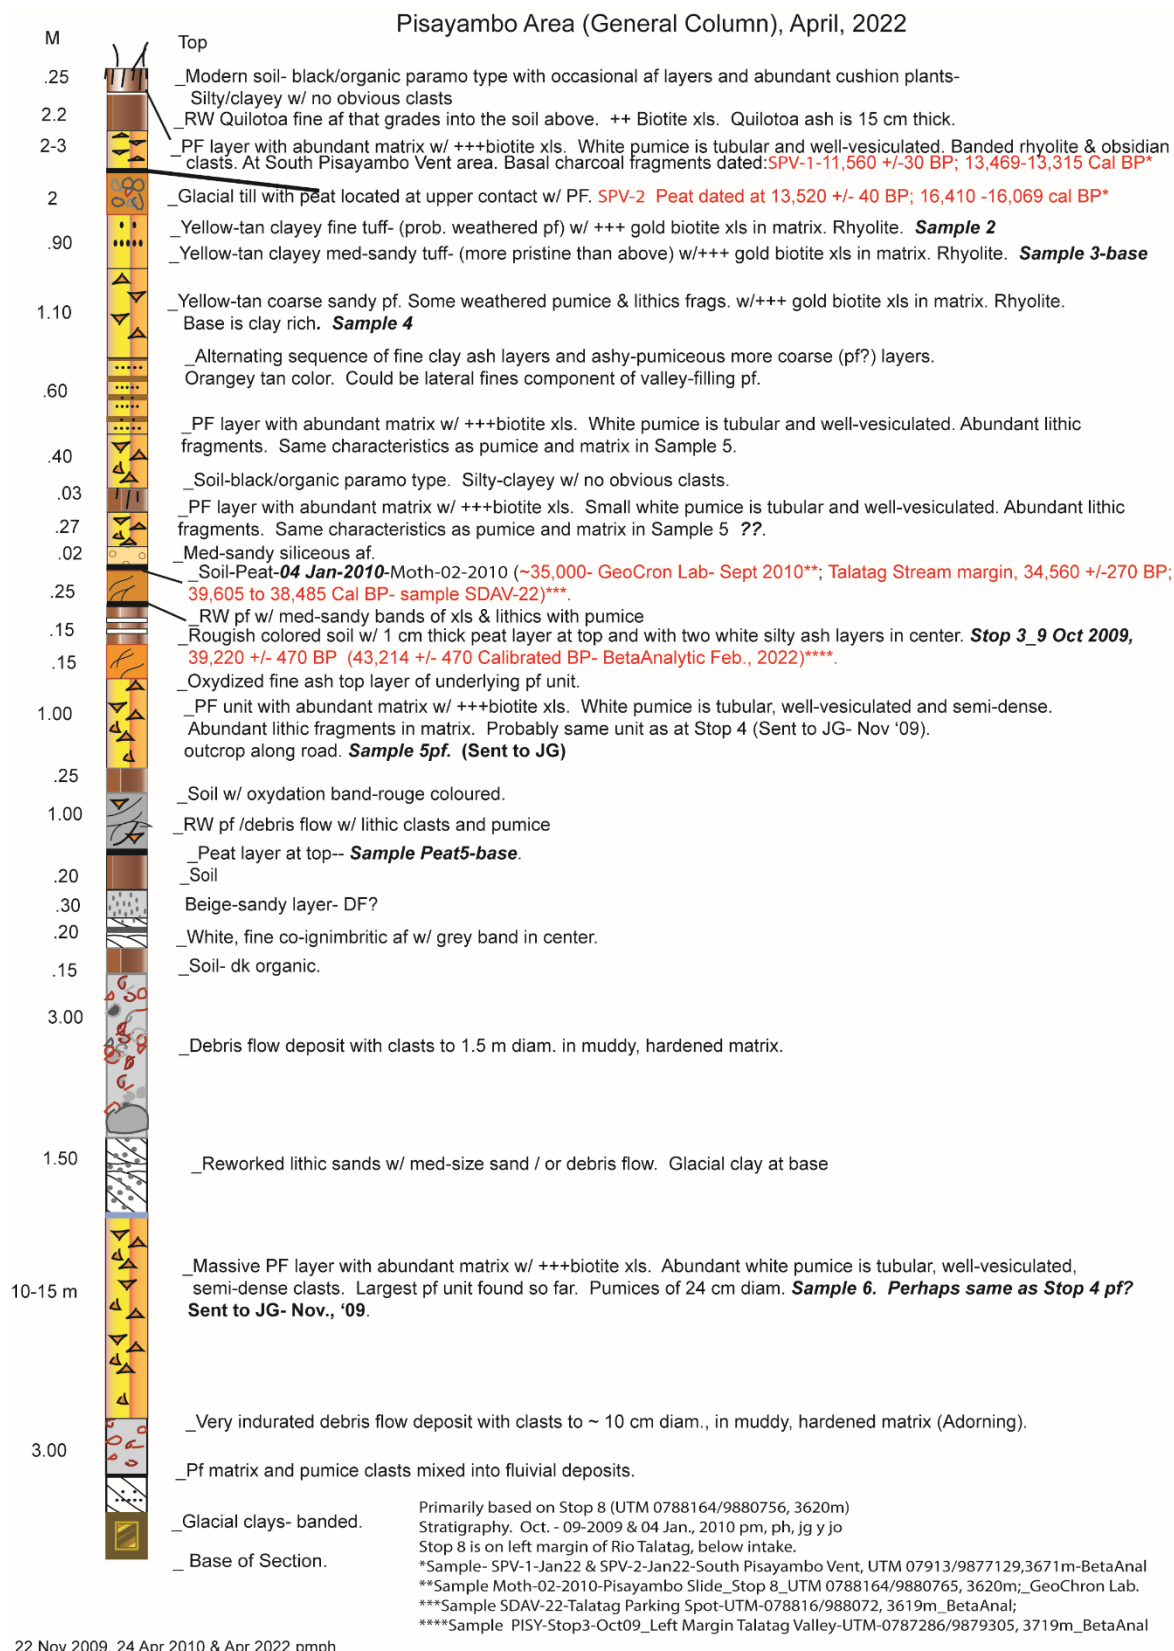 Pisayambo Area (General Column), April, 2022
M
Top
.25
_Modern soil- black/organic paramo type with occasional af layers and abundant cushion plants-
Silty/clayey w/ no obvious clasts
2.2
_RW Quilotoa fine af that grades into the soil above. ++ Biotite xls. Quilotoa ash is 15 cm thick.
2-3
_PF layer with abundant matrix w/ +++biotite xls. White pumice is tubular and well-vesiculated. Banded rhyolite & obsidian
clasts. At South Pisayambo Vent area. Basal charcoal fragments dated:SPV-1-11,560 +/-30 BP; 13,469-13,315 Cal BP*
2
_Glacial till with peat located at upper contact w/ PF. SPV-2 Peat dated at 13,520 +/- 40 BP; 16,410 -16,069 cal BP*
_Yellow-tan clayey fine tuff- (prob. weathered pf) w/ +++ gold biotite xls in matrix. Rhyolite. Sample 2
.90
_Yellow-tan clayey med-sandy tuff- (more pristine than above) w/+++ gold biotite xls in matrix. Rhyolite. Sample 3-base
1.10
_Yellow-tan coarse sandy pf. Some weathered pumice & lithics frags. w/+++ gold biotite xls in matrix. Rhyolite.
Base is clay rich. Sample 4
_Alternating sequence of fine clay ash layers and ashy-pumiceous more coarse (pf?) layers.
Orangey tan color. Could be lateral fines component of valley-filling pf.
.60
_PF layer with abundant matrix w/ +++biotite xls. White pumice is tubular and well-vesiculated. Abundant lithic
fragments. Same characteristics as pumice and matrix in Sample 5.
.40
_Soil-black/organic paramo type. Silty-clayey w/ no obvious clasts.
.03
_PF layer with abundant matrix w/ +++biotite xls. Small white pumice is tubular and well-vesiculated. Abundant lithic
.27
fragments. Same characteristics as pumice and matrix in Sample 5 ??.
.02
_Med-sandy siliceous af.
_Soil-Peat-04 Jan-2010-Moth-02-2010 (~35,000- GeoCron Lab- Sept 2010**; Talatag Stream margin, 34,560 +/-270 BP;
.25
39,605 to 38,485 Cal BP- sample SDAV-22)***.
_RW pf w/ med-sandy bands of xls & lithics with pumice
.15
_Rougish colored soil w/ 1 cm thick peat layer at top and with two white silty ash layers in center. Stop 3_9 Oct 2009,
.15
39,220 +/- 470 BP (43,214 +/- 470 Calibrated BP- BetaAnalytic Feb., 2022)****.
_Oxydized fine ash top layer of underlying pf unit.
1.00
_PF unit with abundant matrix w/ +++biotite xls. White pumice is tubular, well-vesiculated and semi-dense.
Abundant lithic fragments in matrix. Probably same unit as at Stop 4 (Sent to JG- Nov '09).
outcrop along road. Sample 5pf. (Sent to JG)
.25
_Soil w/ oxydation band-rouge coloured.
1.00
_RW pf /debris flow w/ lithic clasts and pumice
_Peat layer at top-- Sample Peat5-base.
.20
_Soil
.30
Beige-sandy layer- DF?
.20
_White, fine co-ignimbritic af w/ grey band in center.
.15
_Soil- dk organic.
3.00
_Debris flow deposit with clasts to 1.5 m diam. in muddy, hardened matrix.
1.50
_Reworked lithic sands w/ med-size sand / or debris flow. Glacial clay at base
_Massive PF layer with abundant matrix w/ +++biotite xls. Abundant white pumice is tubular, well-vesiculated,
10-15 m
semi-dense clasts. Largest pf unit found so far. Pumices of 24 cm diam. Sample 6. Perhaps same as Stop 4 pf?
Sent to JG- Nov., '09.
_Very indurated debris flow deposit with clasts to ~ 10 cm diam., in muddy, hardened matrix (Adorning).
3.00
_Pf matrix and pumice clasts mixed into fluivial deposits.
_Glacial clays- banded.
_ Base of Section.
Primarily based on Stop 8 (UTM 0788164/9880756, 3620m)
Stratigraphy. Oct. - 09-2009 & 04 Jan., 2010 pm, ph, jg y jo
Stop 8 is on left margin of Rio Talatag, below intake.
*Sample- SPV-1-Jan22 & SPV-2-Jan22-South Pisayambo Vent, UTM 07913/9877129,3671m-BetaAnal
**Sample Moth-02-2010-Pisayambo Slide_Stop 8_UTM 0788164/9880765, 3620m;_GeoChron Lab.
***Sample SDAV-22-Talatag Parking Spot-UTM-078816/988072, 3619m_BetaAnal;
****Sample PISY-Stop3-Oct09_Left Margin Talatag Valley-UTM-0787286/9879305, 3719m_BetaAnal
22 Nov 2009, 24 Apr 2010 & Apr 2022 pmph